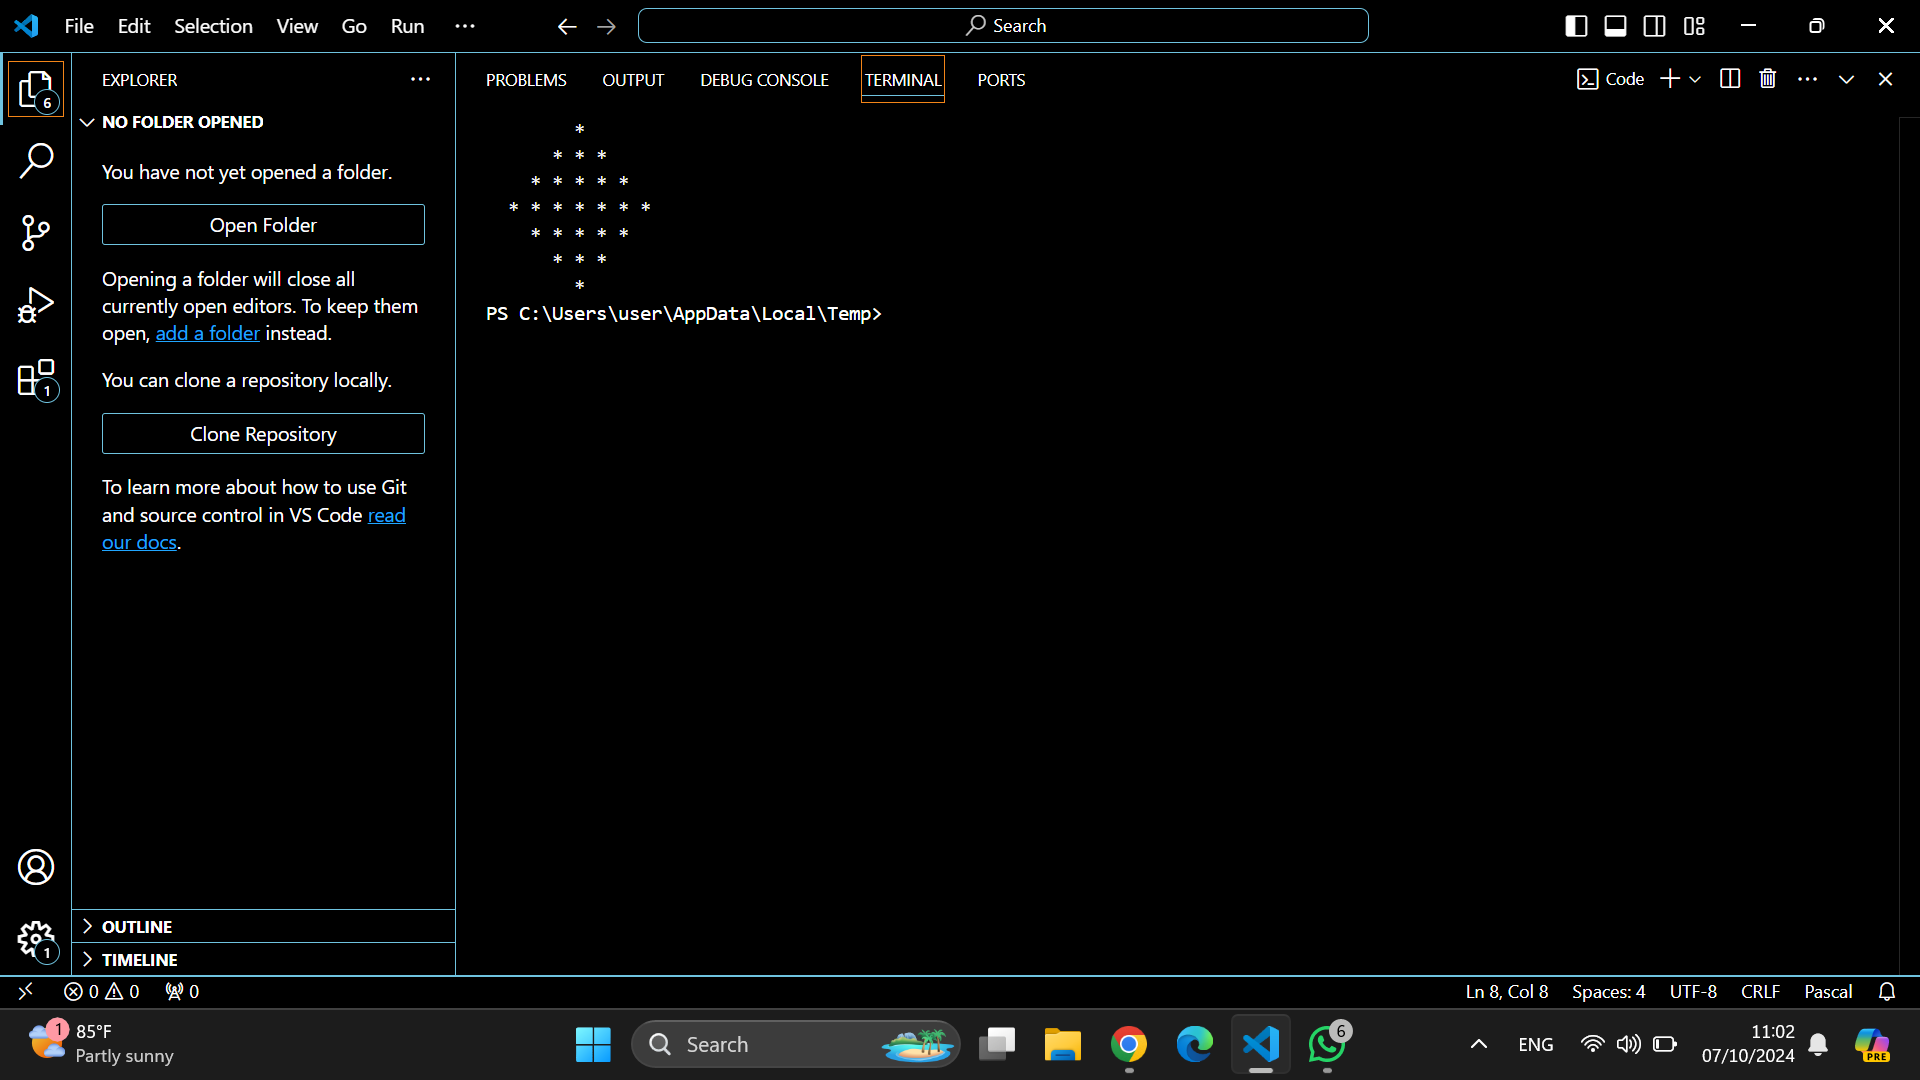 File Edit Selection View Go Run ···
Search
EXPLORER
NO FOLDER OPENED
You have not yet opened a folder.
Open Folder
Opening a folder will close all
currently open editors. To keep them
open, add a folder instead.
You can clone a repository locally.
Clone Repository
To learn more about how to use Git
and source control in VS Code read
our docs.
OUTLINE
TIMELINE
6
1
1
PROBLEMS OUTPUT DEBUG CONSOLE TERMINAL PORTS
Code
*
* * *
* * * * *
* * * * * * *
* * * * *
* * *
*
PS C:\Users\user\AppData\Local\Temp>
0 0 0
Ln 8, Col 8 Spaces: 4 UTF-8 CRLF Pascal
1
85°F
Partly sunny
Search
6
ENG
11:02
07/10/2024
PRE